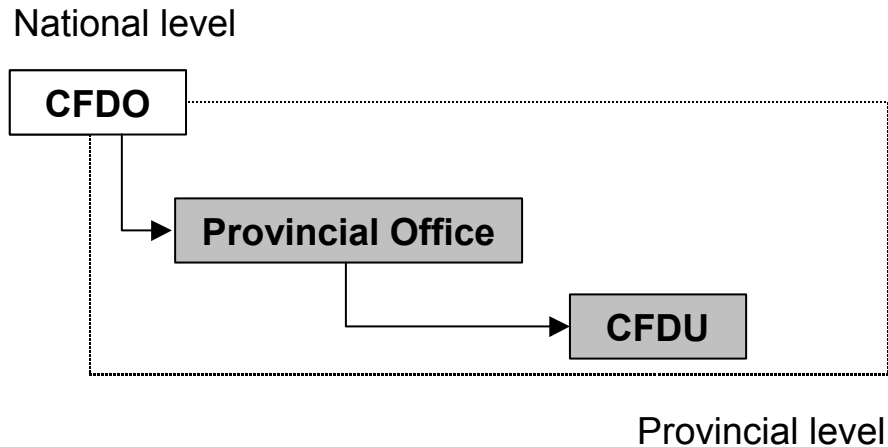 National level
CFDO
Provincial Office
CFDU
Provincial level